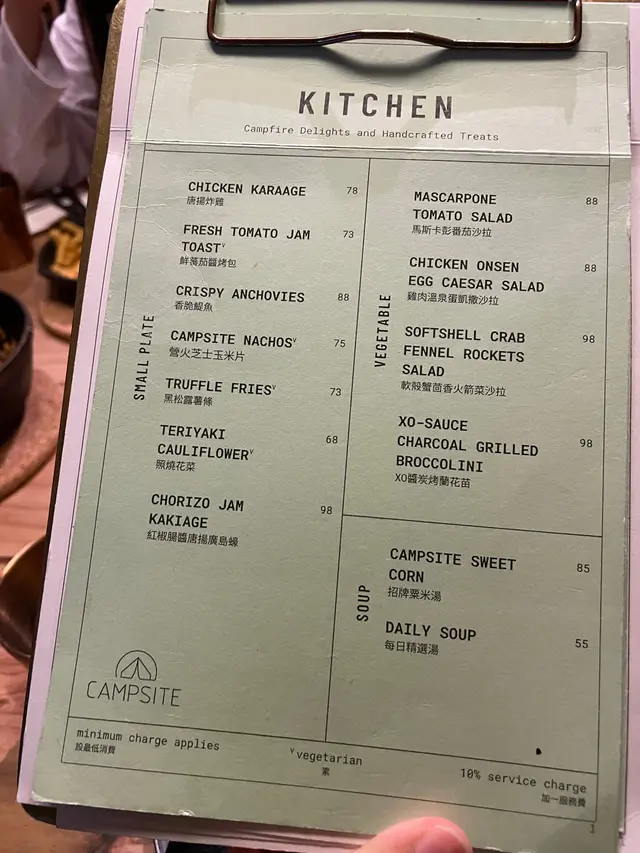 KITCHEN
Campfire Delights and Handcrafted Treats
SMALL PLATE
CHICKEN KARAAGE 78
唐揚炸雞
FRESH TOMATO JAM
TOASTᵛ 73
鮮蕃茄醬烤包
CRISPY ANCHOVIES 88
香脆鯷魚
CAMPSITE NACHOSᵛ 75
營火芝士玉米片
TRUFFLE FRIESᵛ 73
黑松露薯條
TERIYAKI 68
CAULIFLOWERᵛ
照燒花菜
CHORIZO JAM 98
KAKIAGE
紅椒腸醬唐揚廣島蠔
VEGETABLE
MASCARPONE 88
TOMATO SALAD
馬斯卡彭番茄沙拉
CHICKEN ONSEN 88
EGG CAESAR SALAD
雞肉溫泉蛋凱撒沙拉
SOFTSHELL CRAB 98
FENNEL ROCKETS
SALAD
軟殼蟹茴香火箭菜沙拉
XO-SAUCE
CHARCOAL GRILLED 98
BROCCOLINI
XO醬炭烤蘭花苗
SOUP
CAMPSITE SWEET 85
CORN
招牌粟米湯
DAILY SOUP 55
每日精選湯
CAMPSITE
minimum charge applies
設最低消費
ᵛvegetarian
素
10% service charge
加一服務費
1